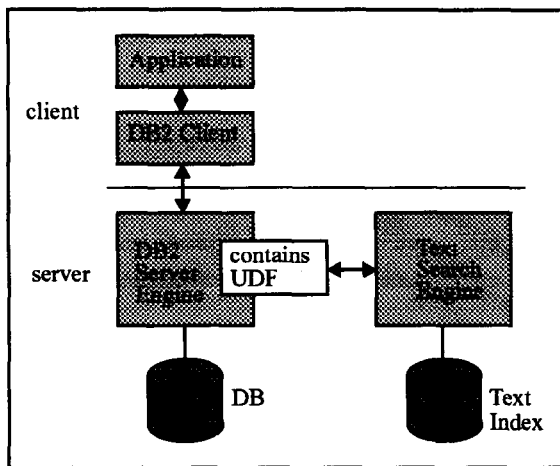 Application
client
DB2 Client
server
DB2
Server
Engine
contains
UDF
Text
Search
Engine
DB
Text
Index